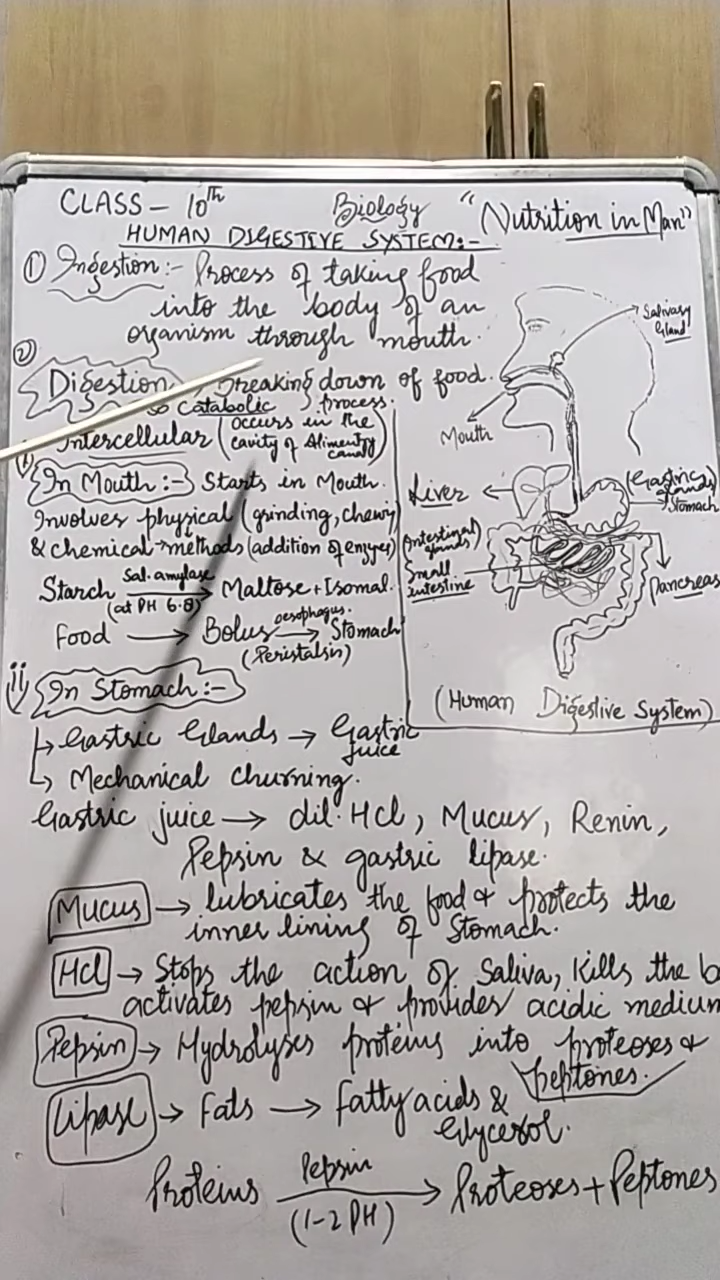 CLASS - 10th Biology "Nutrition in Man"
HUMAN DIGESTIVE SYSTEM:-
① Ingestion:- Process of taking food
into the body of an
organism through mouth.
②
Digestion breaking down of food.
Catabolic process.
Intercellular (occurs in the
cavity of Alimentary
canal)
In Mouth:- Starts in Mouth.
Involves physical (grinding, chewing
& chemical → methods (addition of enzymes)
Starch Sal. amylase → Maltose + Isomal.
(at PH 6.8)
Food → Bolus oesophagus. → Stomach
(Peristalsis)
ii In Stomach:-
→ Gastric Glands → Gastric
juice
→ Mechanical churning.
Salivary
Gland
Mouth
Liver
(Gastric
glands)
Stomach
(Intestinal
glands)
Small
intestine
Pancreas
(Human Digestive System)
Gastric juice → dil. Hcl, Mucus, Renin,
Pepsin & gastric lipase.
Mucus → lubricates the food & protects the
inner lining of Stomach.
Hcl → Stops the action of Saliva, Kills the
activates pepsin & provides acidic medium
Pepsin → Hydrolyses proteins into proteoses &
peptones.
Lipase → Fats → Fatty acids &
Glycerol.
Proteins Pepsin → Proteoses + Peptones
(1-2 PH)